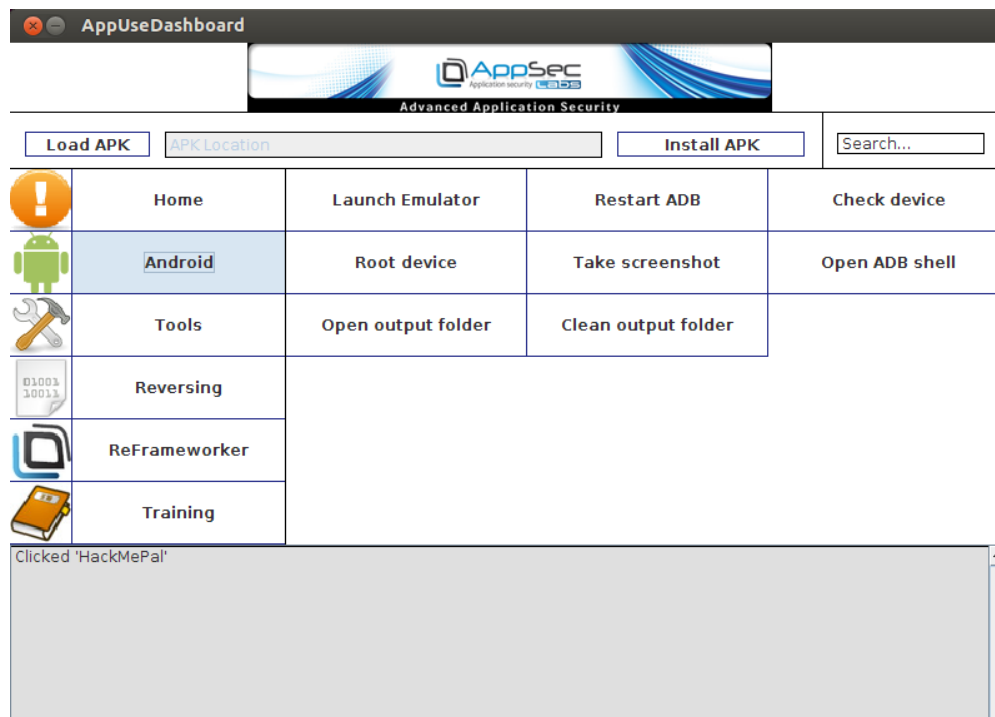 AppUseDashboard
AppSec
Application security Labs
Advanced Application Security
Load APK APK Location Install APK Search...
Home Launch Emulator Restart ADB Check device
Android Root device Take screenshot Open ADB shell
Tools Open output folder Clean output folder
01001
10011
Reversing
ReFrameworker
Training
Clicked 'HackMePal'